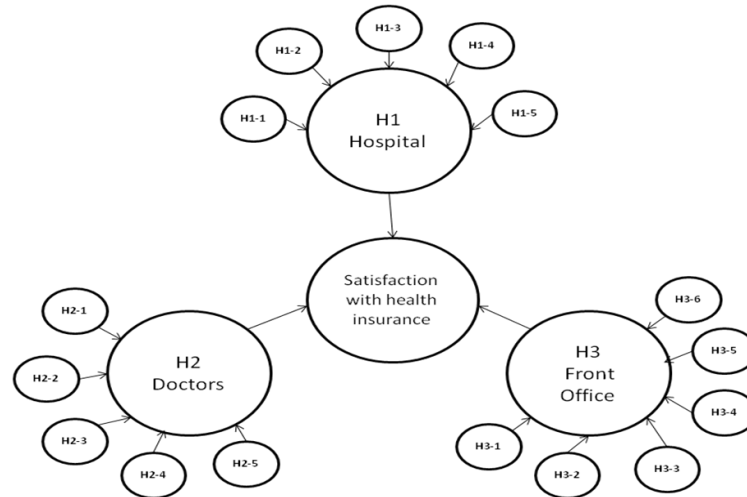 H1-3
H1-2
H1-4
H1-1
H1-5
H1
Hospital
Satisfaction
with health
insurance
H2-1
H2-2
H2-3
H2-4
H2-5
H2
Doctors
H3-6
H3-5
H3-4
H3-3
H3-2
H3-1
H3
Front
Office